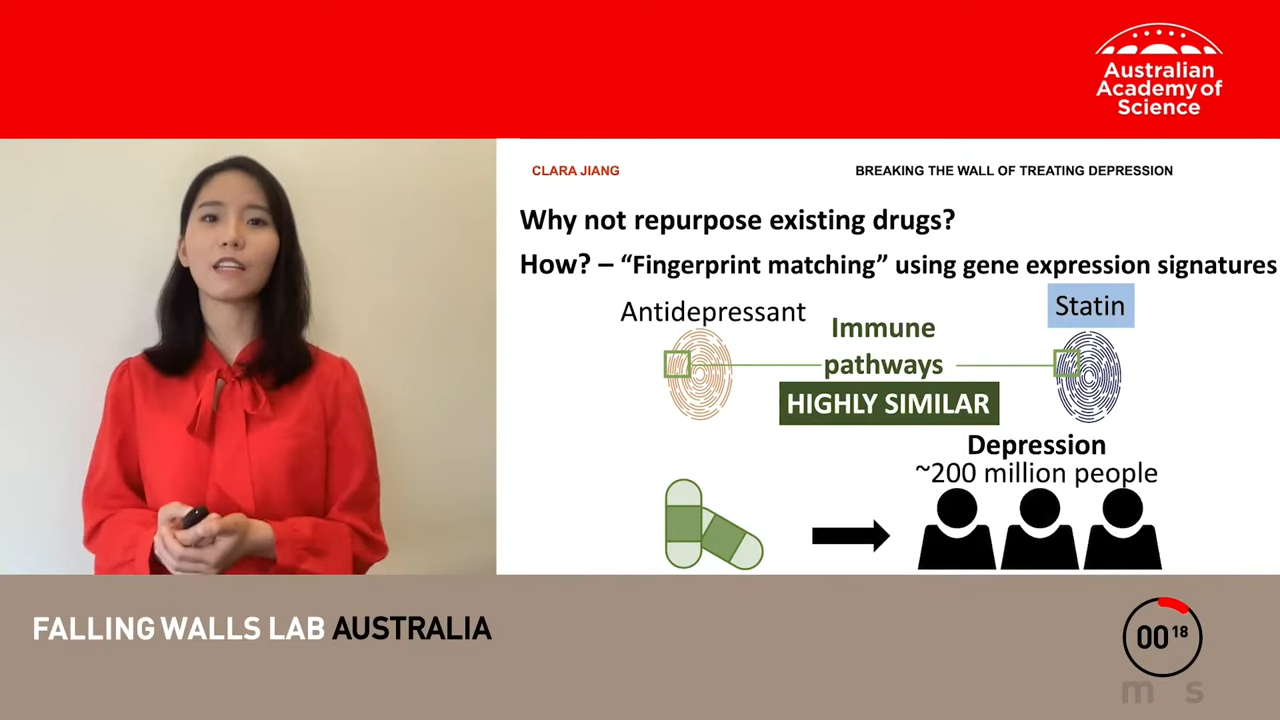 Australian
Academy of
Science
CLARA JIANG
BREAKING THE WALL OF TREATING DEPRESSION
Why not repurpose existing drugs?
How? – “Fingerprint matching” using gene expression signatures
Antidepressant
Immune
pathways
Statin
HIGHLY SIMILAR
Depression
~200 million people
FALLING WALLS LAB AUSTRALIA
00 18
m s